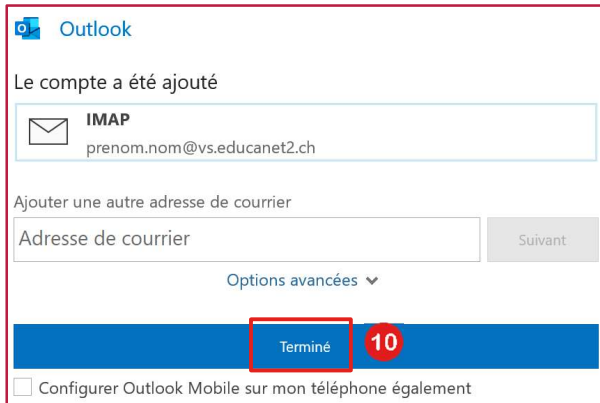 Outlook
Le compte a été ajouté
IMAP
prenom.nom@vs.educanet2.ch
Ajouter une autre adresse de courrier
Adresse de courrier
Suivant
Options avancées
Terminé
10
Configurer Outlook Mobile sur mon téléphone également